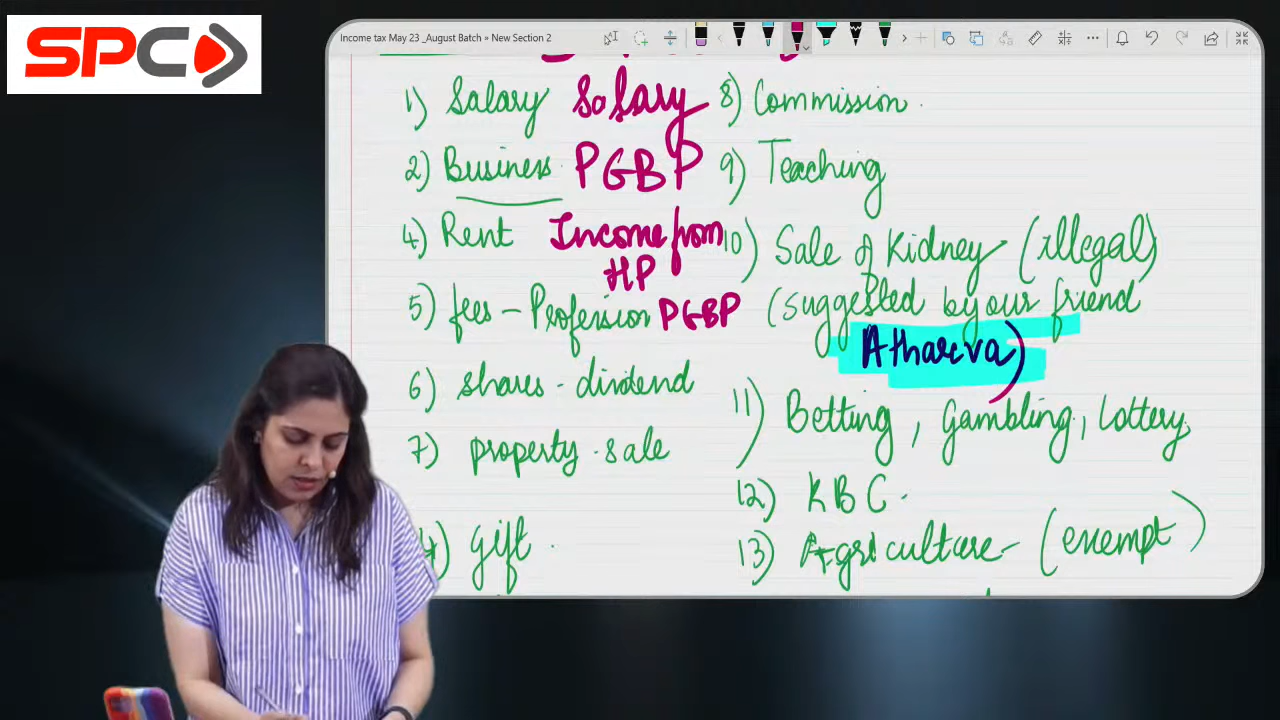 SPC
Income tax May 23 _August Batch » New Section 2
1) Salary Salary
2) Business PGBP
4) Rent Income from HP
5) fees - Profession PGBP
6) shares - dividend
7) property - sale
gift
8) Commission
9) Teaching
10) Sale of Kidney (illegal)
(suggested by our friend
Athareva)
11) Betting, Gambling, Lottery
12) KBC
13) Agriculture - (exempt)